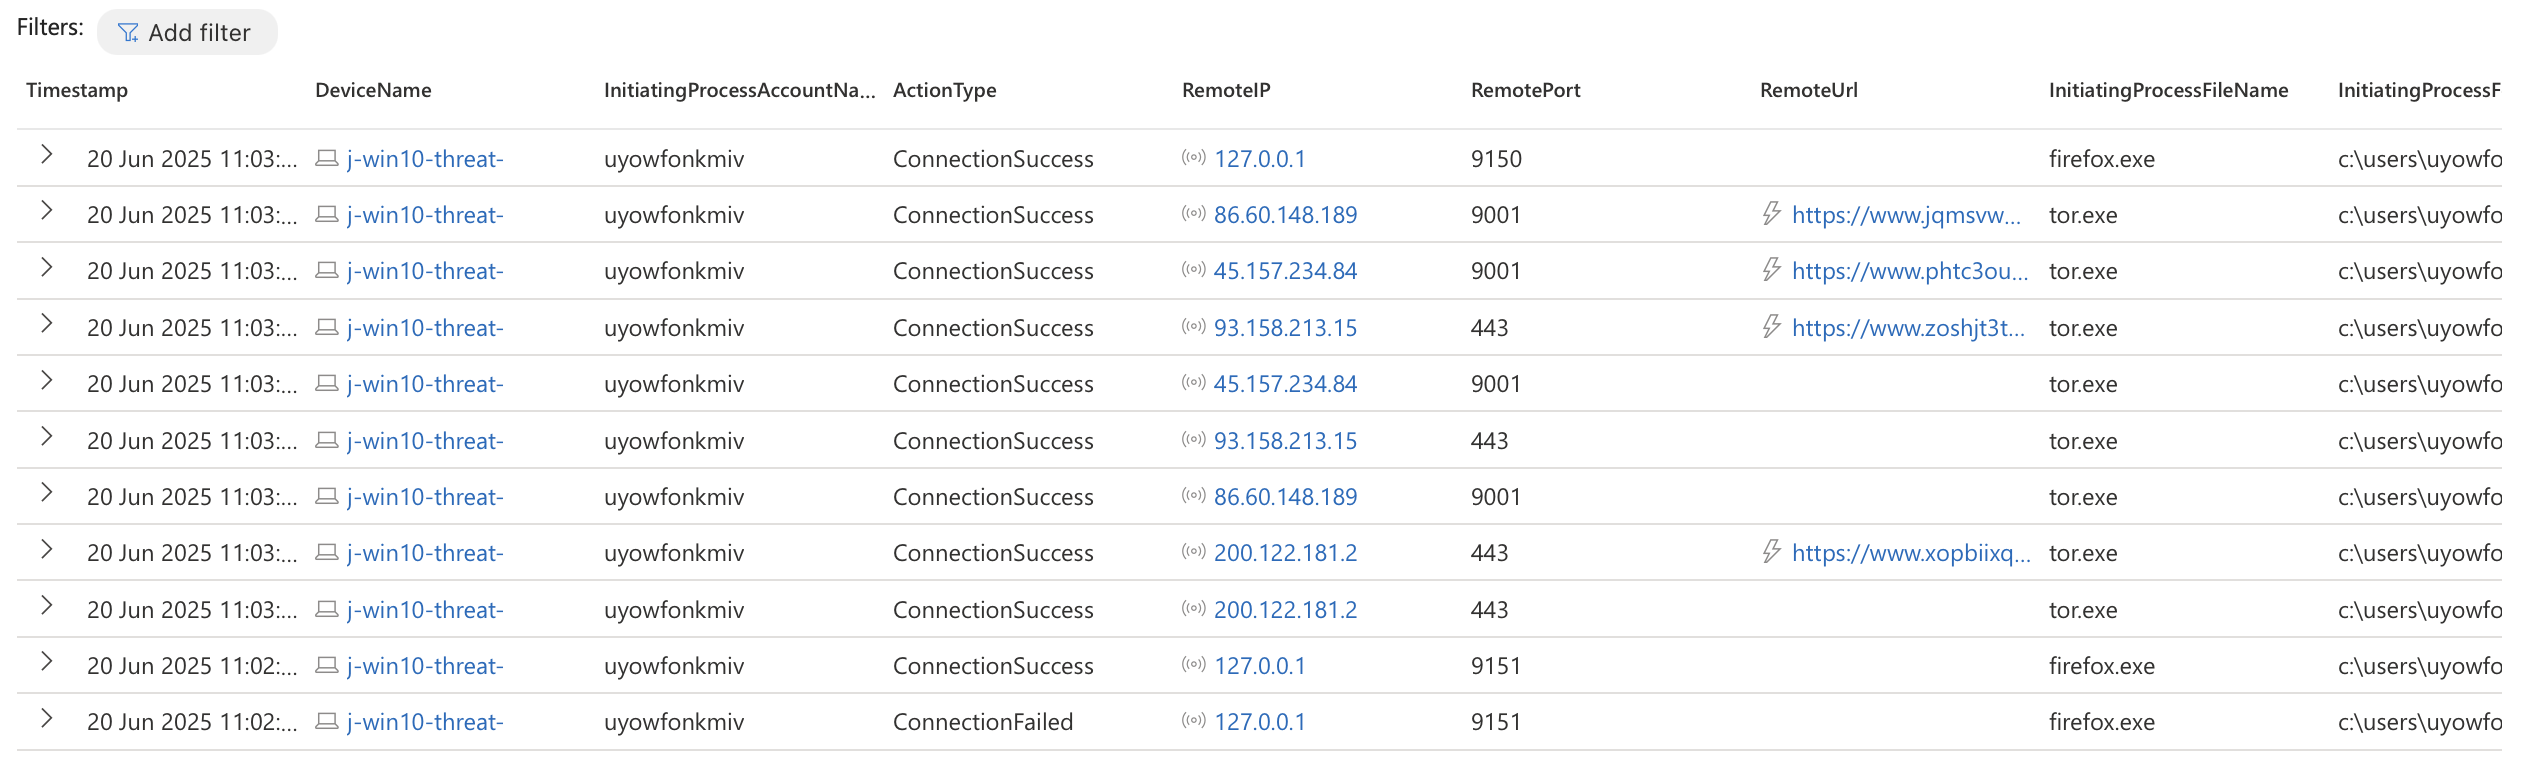 Filters: Add filter
Timestamp DeviceName InitiatingProcessAccountNa... ActionType RemoteIP RemotePort RemoteUrl InitiatingProcessFileName InitiatingProcessF
20 Jun 2025 11:03:... j-win10-threat- uyowfonkmiv ConnectionSuccess 127.0.0.1 9150 firefox.exe c:\users\uyowfo
20 Jun 2025 11:03:... j-win10-threat- uyowfonkmiv ConnectionSuccess 86.60.148.189 9001 https://www.jqmsvw... tor.exe c:\users\uyowfo
20 Jun 2025 11:03:... j-win10-threat- uyowfonkmiv ConnectionSuccess 45.157.234.84 9001 https://www.phtc3ou... tor.exe c:\users\uyowfo
20 Jun 2025 11:03:... j-win10-threat- uyowfonkmiv ConnectionSuccess 93.158.213.15 443 https://www.zoshjt3t... tor.exe c:\users\uyowfo
20 Jun 2025 11:03:... j-win10-threat- uyowfonkmiv ConnectionSuccess 45.157.234.84 9001 tor.exe c:\users\uyowfo
20 Jun 2025 11:03:... j-win10-threat- uyowfonkmiv ConnectionSuccess 93.158.213.15 443 tor.exe c:\users\uyowfo
20 Jun 2025 11:03:... j-win10-threat- uyowfonkmiv ConnectionSuccess 86.60.148.189 9001 tor.exe c:\users\uyowfo
20 Jun 2025 11:03:... j-win10-threat- uyowfonkmiv ConnectionSuccess 200.122.181.2 443 https://www.xopbiixq... tor.exe c:\users\uyowfo
20 Jun 2025 11:03:... j-win10-threat- uyowfonkmiv ConnectionSuccess 200.122.181.2 443 tor.exe c:\users\uyowfo
20 Jun 2025 11:02:... j-win10-threat- uyowfonkmiv ConnectionSuccess 127.0.0.1 9151 firefox.exe c:\users\uyowfo
20 Jun 2025 11:02:... j-win10-threat- uyowfonkmiv ConnectionFailed 127.0.0.1 9151 firefox.exe c:\users\uyowfo